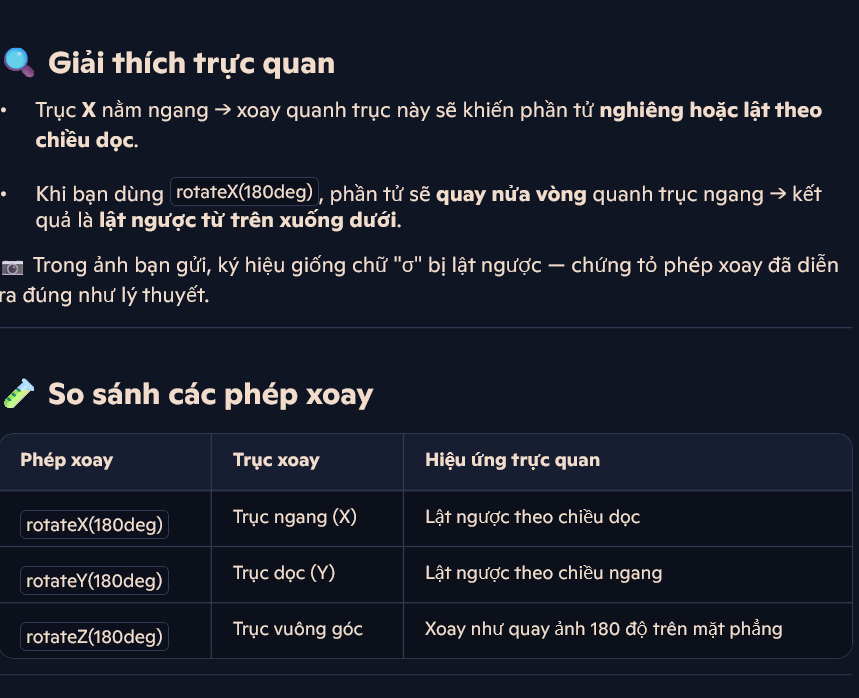 🔍 Giải thích trực quan
• Trục X nằm ngang → xoay quanh trục này sẽ khiến phần tử nghiêng hoặc lật theo
chiều dọc.
• Khi bạn dùng rotateX(180deg), phần tử sẽ quay nửa vòng quanh trục ngang → kết
quả là lật ngược từ trên xuống dưới.
📷 Trong ảnh bạn gửi, ký hiệu giống chữ "σ" bị lật ngược — chứng tỏ phép xoay đã diễn
ra đúng như lý thuyết.
🧪 So sánh các phép xoay
Phép xoay Trục xoay Hiệu ứng trực quan
rotateX(180deg) Trục ngang (X) Lật ngược theo chiều dọc
rotateY(180deg) Trục dọc (Y) Lật ngược theo chiều ngang
rotateZ(180deg) Trục vuông góc Xoay như quay ảnh 180 độ trên mặt phẳng